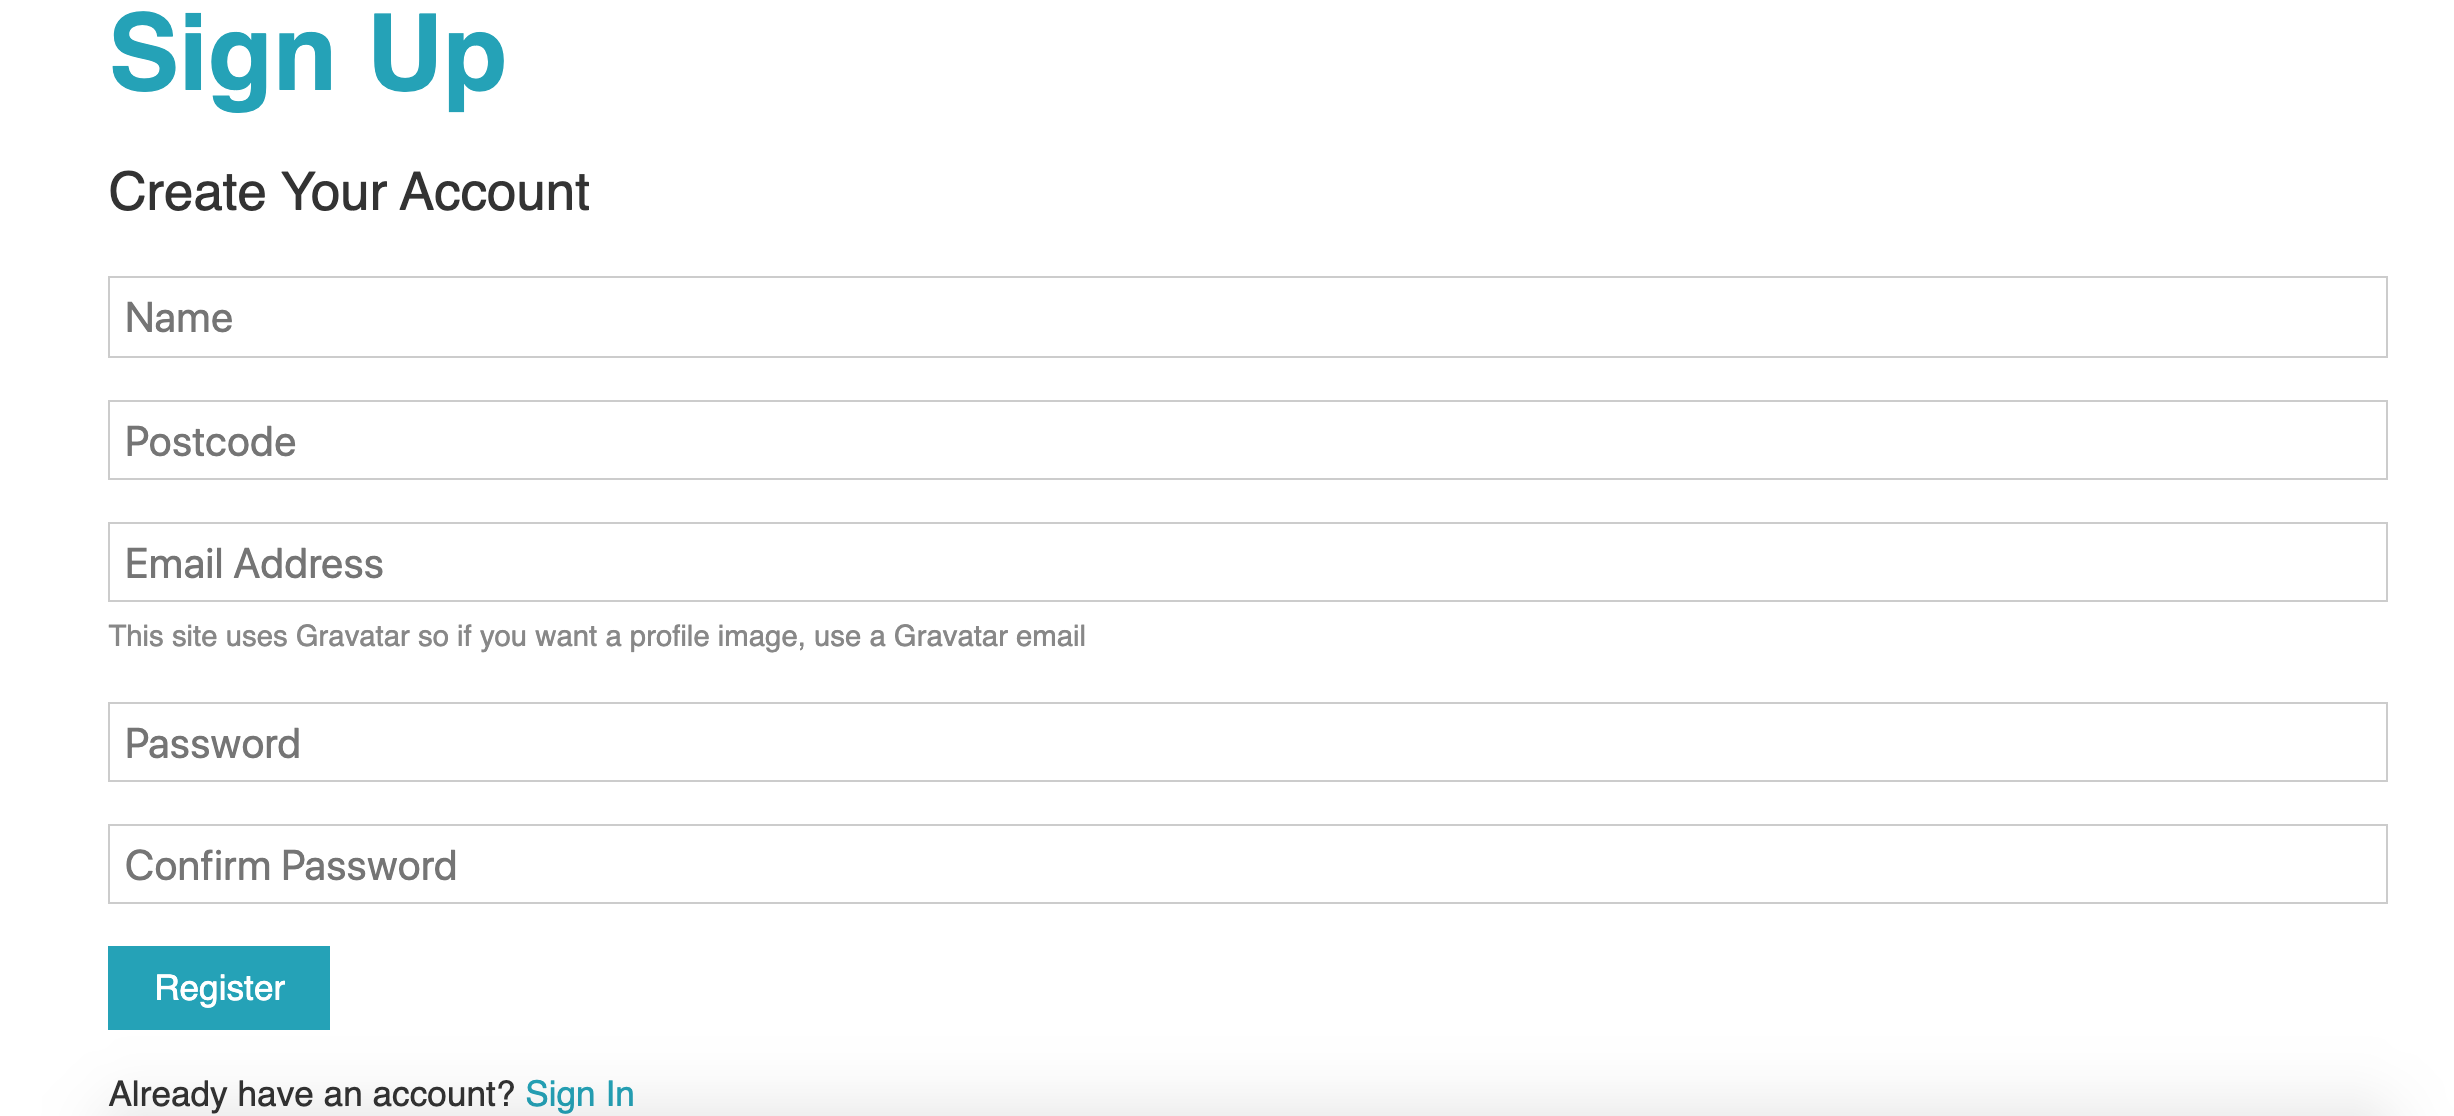 Sign Up
Create Your Account
Name
Postcode
Email Address
This site uses Gravatar so if you want a profile image, use a Gravatar email
Password
Confirm Password
Register
Already have an account? Sign In